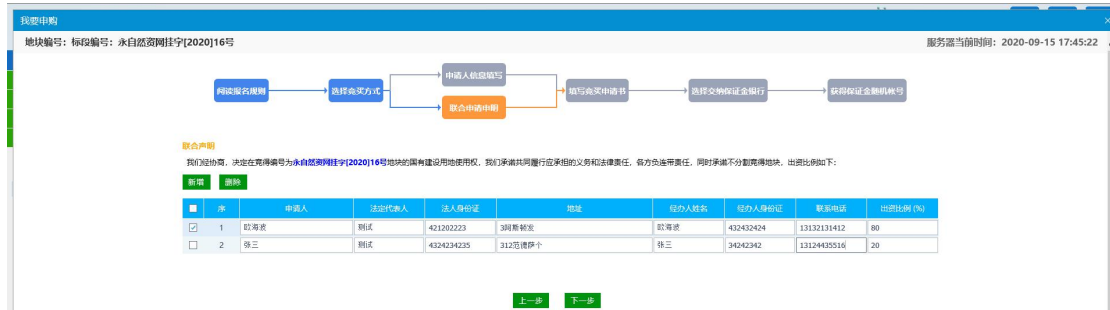 我要申购
地块编号：标段编号：永自然资网挂字[2020]16号 服务器当前时间：2020-09-15 17:45:22
申请人信息填写
阅读报名规则 选择竞买方式 填写竞买申请书 选择交纳保证金银行 获得保证金随机帐号
联合申请申明
联合声明
我们经协商，决定在竞得编号为永自然资网挂字[2020]16号地块的国有建设用地使用权，我们承诺共同履行应承担的义务和法律责任，各方负连带责任，同时承诺不分割竞得地块，出资比例如下：
新增 删除
序 申请人 法定代表人 法人身份证 地址 经办人姓名 经办人身份证 联系电话 出资比例 (%)
1 欧海波 测试 421202223 3阿斯顿发 欧海波 432432424 13132131412 80
2 张三 测试 4324234235 312范德萨个 张三 34242342 13124435516 20
上一步 下一步